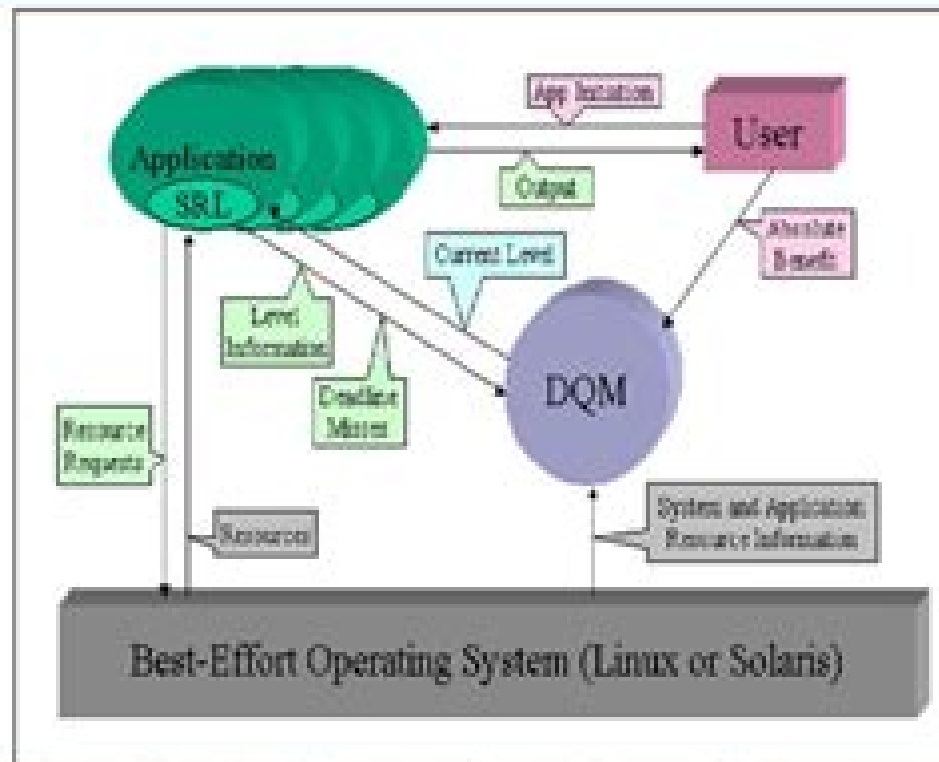 App Initiation
User
Application
SRL
Output
Current Level
Absolute
Benefit
Level
Information
DQM
Deadline
Misses
Resource
Requests
System and Application
Resource Information
Resources
Best-Effort Operating System (Linux or Solaris)